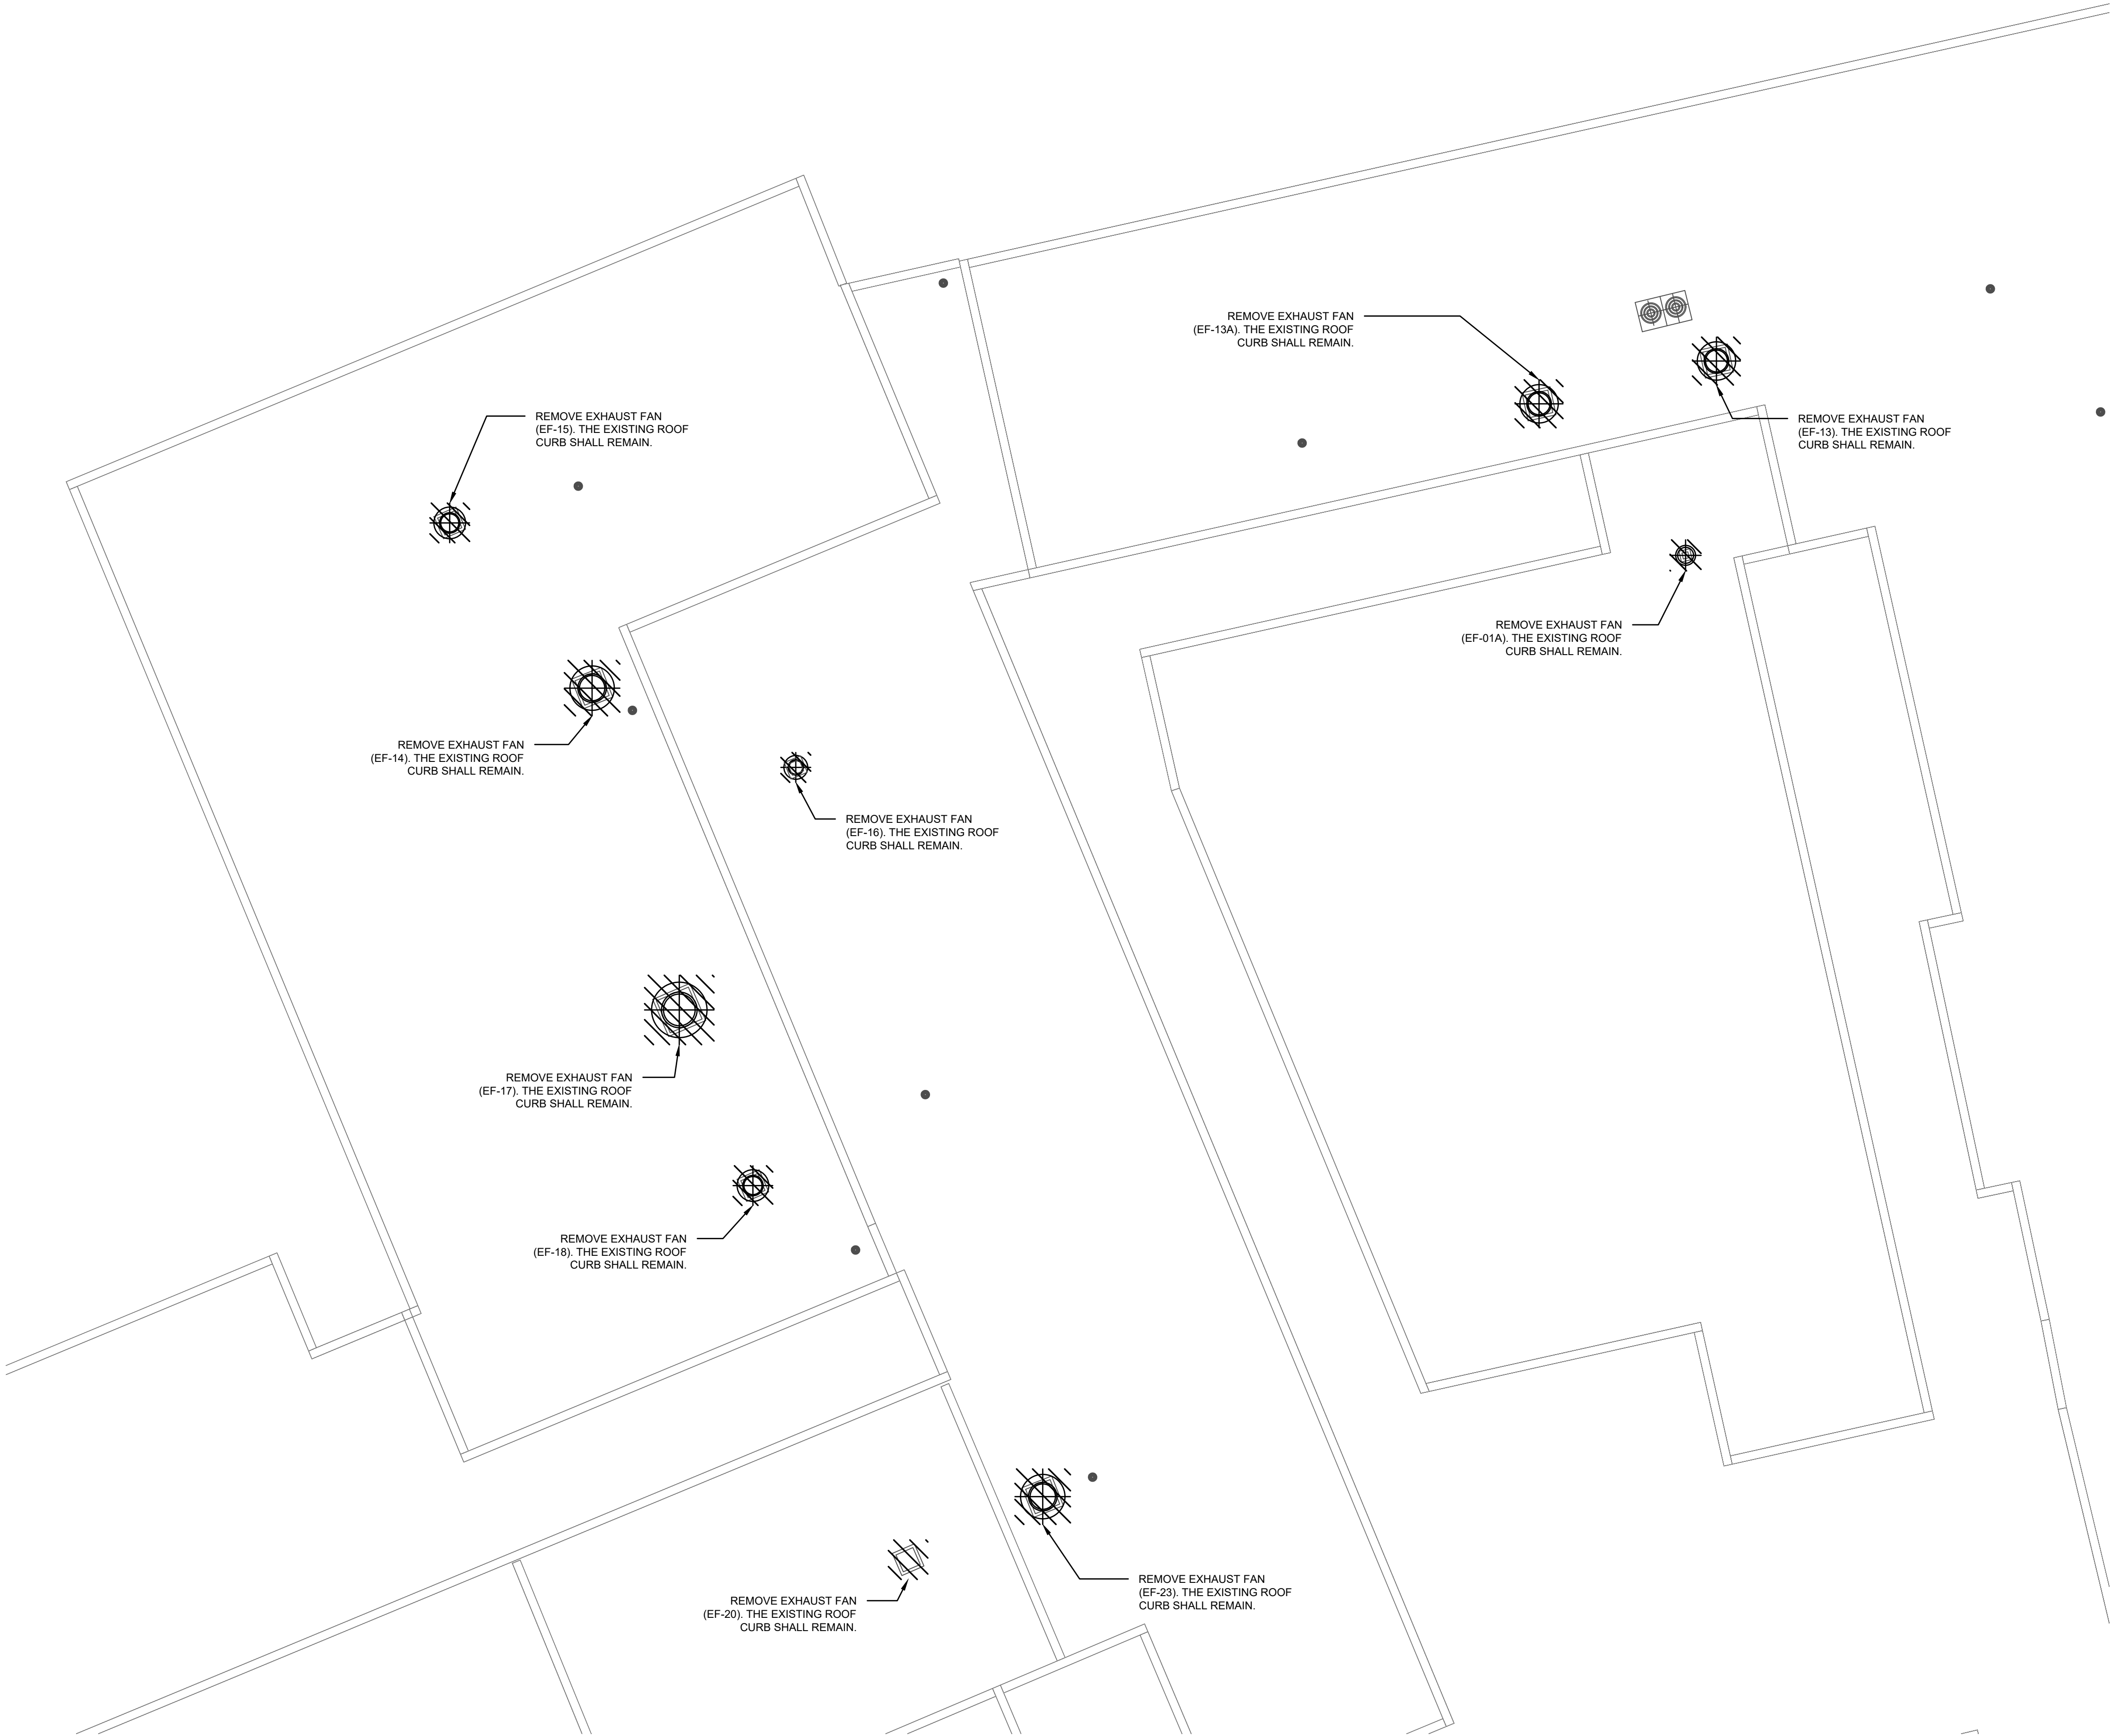 REMOVE EXHAUST FAN
(EF-13A). THE EXISTING ROOF
CURB SHALL REMAIN.
REMOVE EXHAUST FAN
(EF-15). THE EXISTING ROOF
CURB SHALL REMAIN.
REMOVE EXHAUST FAN
(EF-13). THE EXISTING ROOF
CURB SHALL REMAIN.
REMOVE EXHAUST FAN
(EF-01A). THE EXISTING ROOF
CURB SHALL REMAIN.
REMOVE EXHAUST FAN
(EF-14). THE EXISTING ROOF
CURB SHALL REMAIN.
REMOVE EXHAUST FAN
(EF-16). THE EXISTING ROOF
CURB SHALL REMAIN.
REMOVE EXHAUST FAN
(EF-17). THE EXISTING ROOF
CURB SHALL REMAIN.
REMOVE EXHAUST FAN
(EF-18). THE EXISTING ROOF
CURB SHALL REMAIN.
REMOVE EXHAUST FAN
(EF-23). THE EXISTING ROOF
CURB SHALL REMAIN.
REMOVE EXHAUST FAN
(EF-20). THE EXISTING ROOF
CURB SHALL REMAIN.